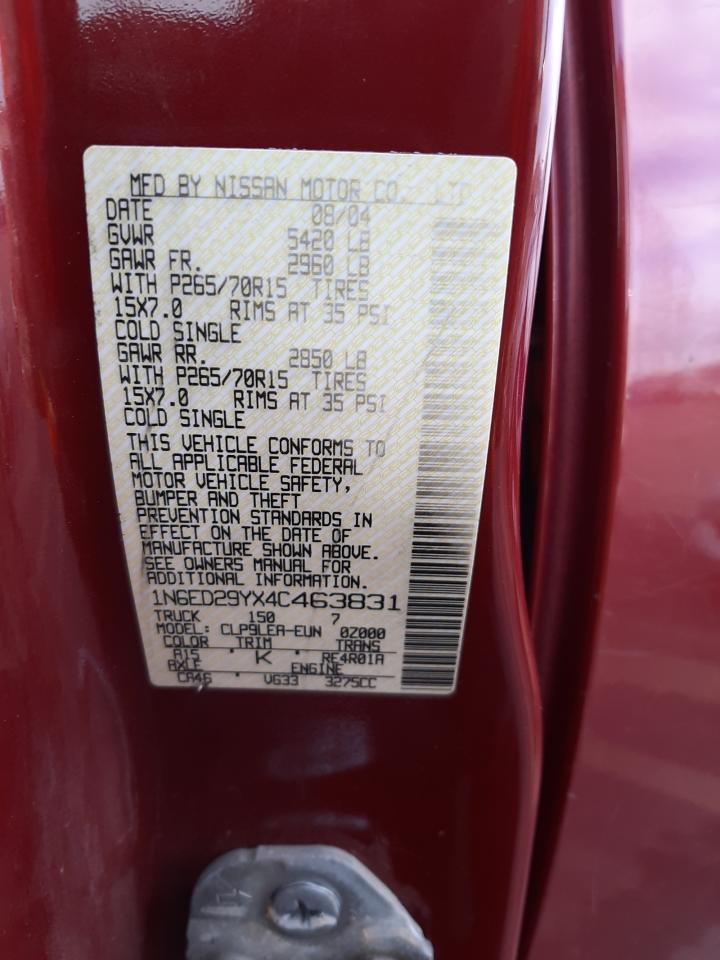 MFD BY NISSAN MOTOR CO., LTD
DATE 08/04
GVWR 5420 LB
GAWR FR. 2960 LB
WITH P265/70R15 TIRES
15X7.0 RIMS AT 35 PSI
COLD SINGLE
GAWR RR. 2850 LB
WITH P265/70R15 TIRES
15X7.0 RIMS AT 35 PSI
COLD SINGLE
THIS VEHICLE CONFORMS TO
ALL APPLICABLE FEDERAL
MOTOR VEHICLE SAFETY,
BUMPER AND THEFT
PREVENTION STANDARDS IN
EFFECT ON THE DATE OF
MANUFACTURE SHOWN ABOVE.
SEE OWNERS MANUAL FOR
ADDITIONAL INFORMATION
1N6ED29YX4C463831
TRUCK 150 7
MODEL: CLP9LEA-EUN 0Z000
COLOR TRIM TRANS
A15 K RE4R01A
AXLE ENGINE
CA46 VG33 3275CC